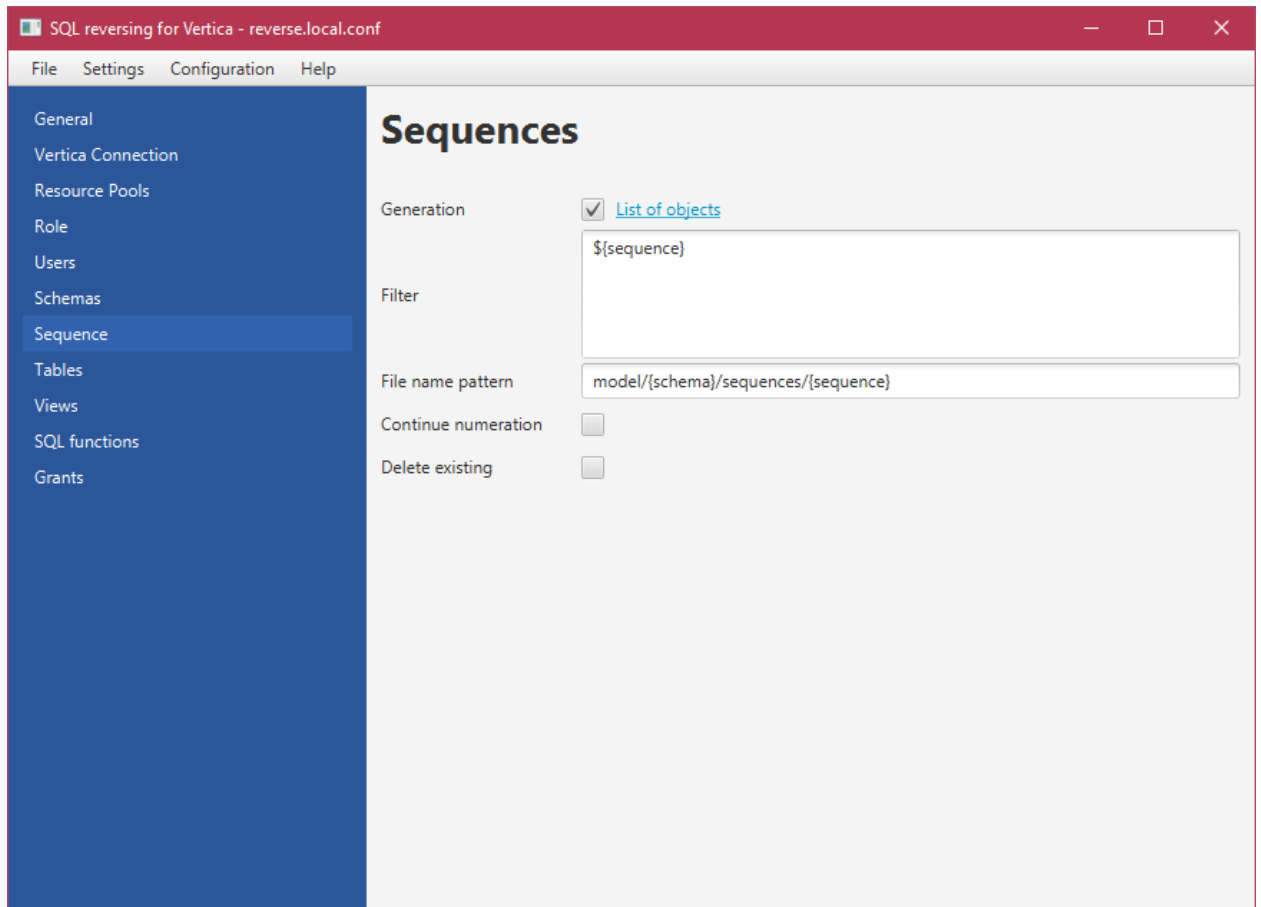 SQL reversing for Vertica - reverse.local.conf
File Settings Configuration Help
General
Vertica Connection
Resource Pools
Role
Users
Schemas
Sequence
Tables
Views
SQL functions
Grants
Sequences
Generation List of objects
Filter ${sequence}
File name pattern model/{schema}/sequences/{sequence}
Continue numeration
Delete existing